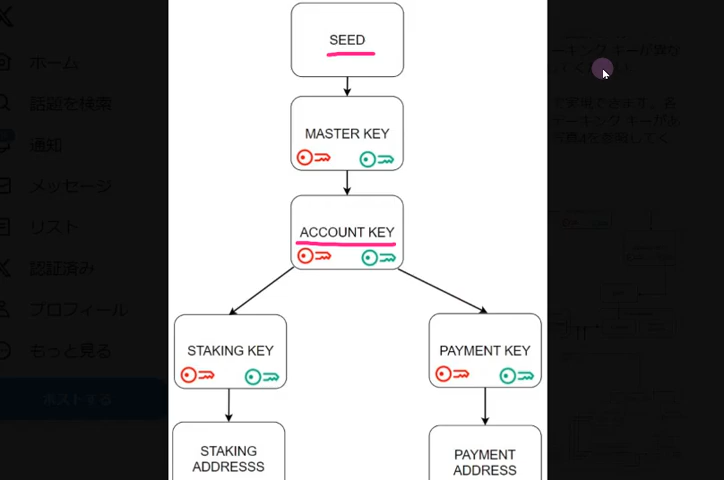 SEED
MASTER KEY
ACCOUNT KEY
STAKING KEY
PAYMENT KEY
STAKING
ADDRESSS
PAYMENT
ADDRESS
ホーム
話題を検索
通知
メッセージ
リスト
認証済み
プロフィール
もっと見る
ポストする